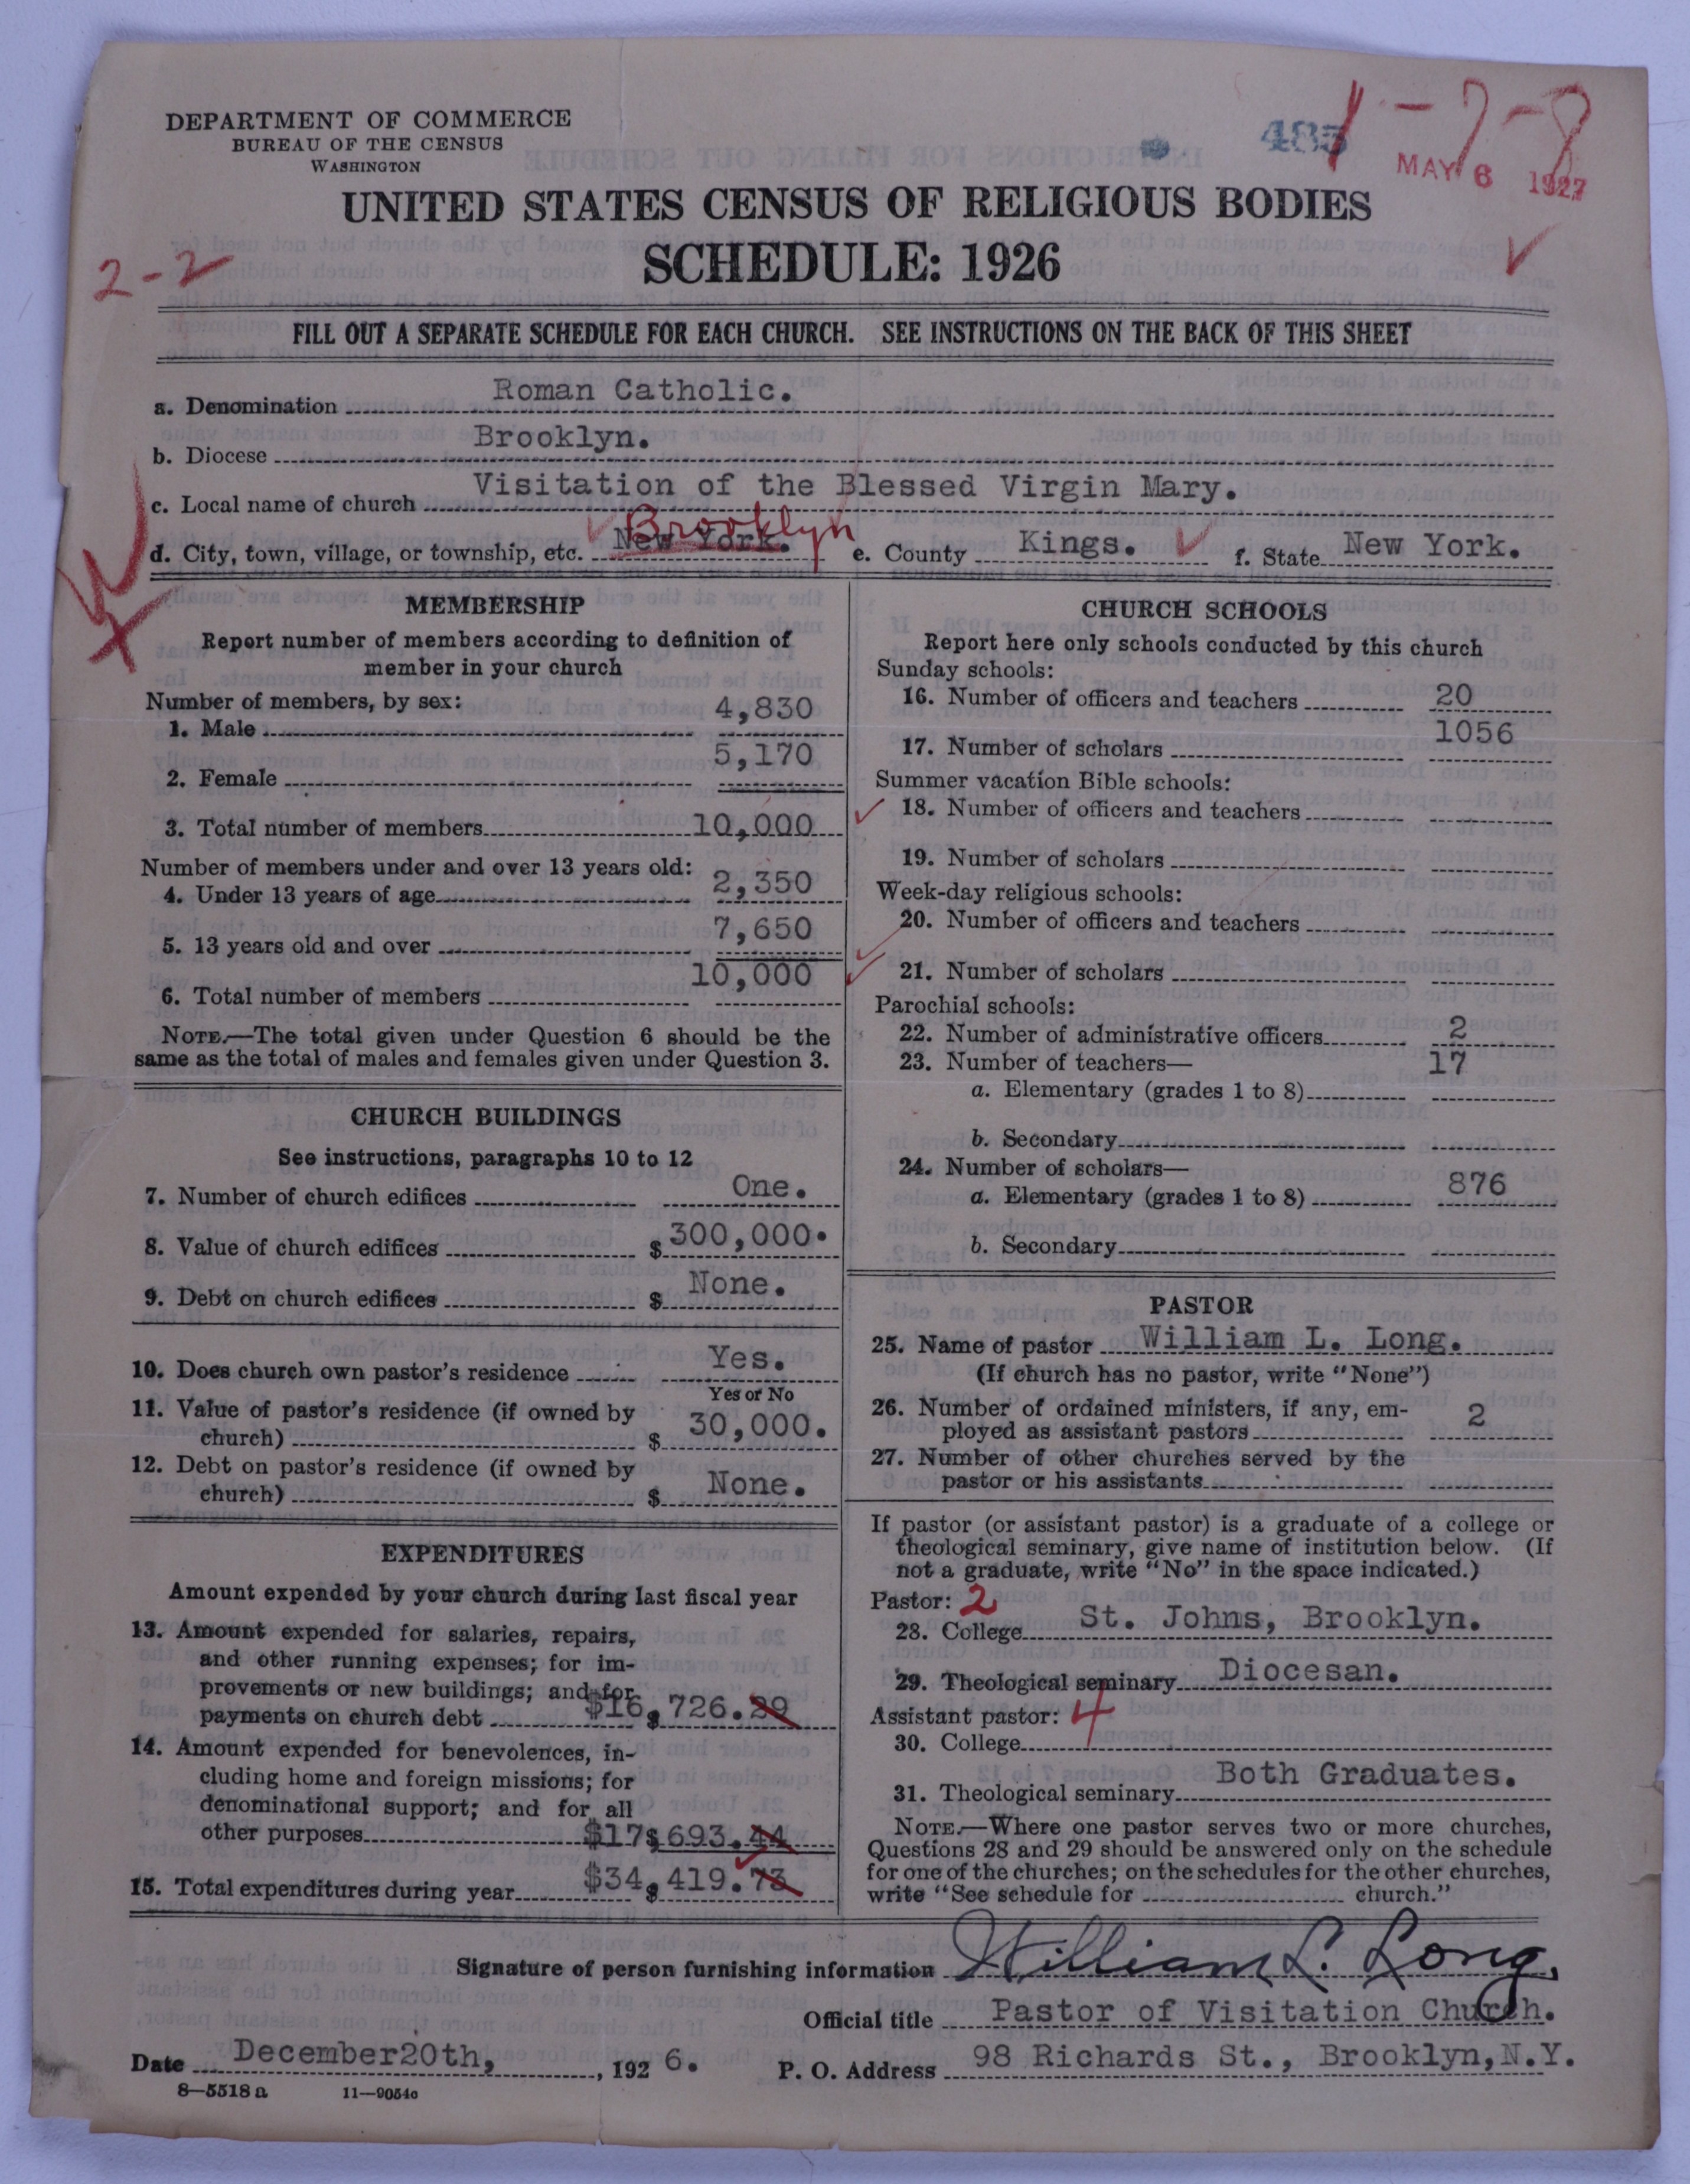 DEPARTMENT OF COMMERCE
BUREAU OF THE CENSUS
WASHINGTON
485
1-7-8
MAY 6 1927
UNITED STATES CENSUS OF RELIGIOUS BODIES
SCHEDULE: 1926
2-2
FILL OUT A SEPARATE SCHEDULE FOR EACH CHURCH. SEE INSTRUCTIONS ON THE BACK OF THIS SHEET
a. Denomination Roman Catholic.
b. Diocese Brooklyn.
c. Local name of church Visitation of the Blessed Virgin Mary.
Brooklyn
d. City, town, village, or township, etc. New York. e. County Kings. f. State New York.
MEMBERSHIP
Report number of members according to definition of
member in your church
Number of members, by sex:
1. Male 4,830
2. Female 5,170
3. Total number of members 10,000
Number of members under and over 13 years old:
4. Under 13 years of age 2,350
5. 13 years old and over 7,650
6. Total number of members 10,000
NOTE.—The total given under Question 6 should be the
same as the total of males and females given under Question 3.
CHURCH BUILDINGS
See instructions, paragraphs 10 to 12
7. Number of church edifices One.
8. Value of church edifices $ 300,000.
9. Debt on church edifices $ None.
10. Does church own pastor's residence Yes.
Yes or No
11. Value of pastor's residence (if owned by
church) $ 30,000.
12. Debt on pastor's residence (if owned by
church) $ None.
EXPENDITURES
Amount expended by your church during last fiscal year
13. Amount expended for salaries, repairs,
and other running expenses; for im-
provements or new buildings; and for
payments on church debt $16,726.29
14. Amount expended for benevolences, in-
cluding home and foreign missions; for
denominational support; and for all
other purposes $17,693.44
15. Total expenditures during year $34,419.73
CHURCH SCHOOLS
Report here only schools conducted by this church
Sunday schools:
16. Number of officers and teachers 20
17. Number of scholars 1056
Summer vacation Bible schools:
18. Number of officers and teachers
19. Number of scholars
Week-day religious schools:
20. Number of officers and teachers
21. Number of scholars
Parochial schools:
22. Number of administrative officers 2
23. Number of teachers—
a. Elementary (grades 1 to 8) 17
b. Secondary
24. Number of scholars—
a. Elementary (grades 1 to 8) 876
b. Secondary
PASTOR
25. Name of pastor William L. Long.
(If church has no pastor, write "None")
26. Number of ordained ministers, if any, em-
ployed as assistant pastors 2
27. Number of other churches served by the
pastor or his assistants
If pastor (or assistant pastor) is a graduate of a college or
theological seminary, give name of institution below. (If
not a graduate, write "No" in the space indicated.)
Pastor: 2
28. College St. Johns, Brooklyn.
29. Theological seminary Diocesan.
Assistant pastor: 4
30. College
31. Theological seminary Both Graduates.
NOTE.—Where one pastor serves two or more churches,
Questions 28 and 29 should be answered only on the schedule
for one of the churches; on the schedules for the other churches,
write "See schedule for church."
Signature of person furnishing information William L. Long,
Official title Pastor of Visitation Church.
Date December20th, , 192 6. P. O. Address 98 Richards St., Brooklyn,N.Y.
8—5518 a 11—9054c